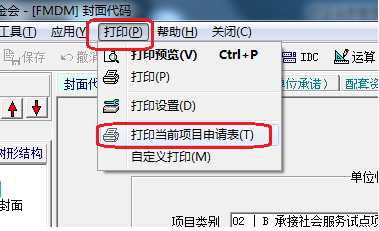 金会 - [FMDM] 封面代码
工具(T) 应用(Y) 打印(P) 帮助(H) 关闭(C)
保存 撤消 打印预览(V) Ctrl+P IDC 运算
打印(P)
封面代 单位承诺） 配套资
打印设置(D)
打印当前项目申请表(T)
树形结构 自定义打印(M)
封面
项目类别 02 | B 承接社会服务试点项